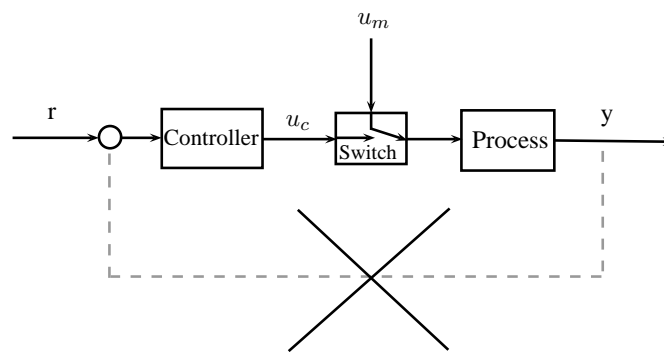 u_m
r
Controller
u_c
Switch
Process
y